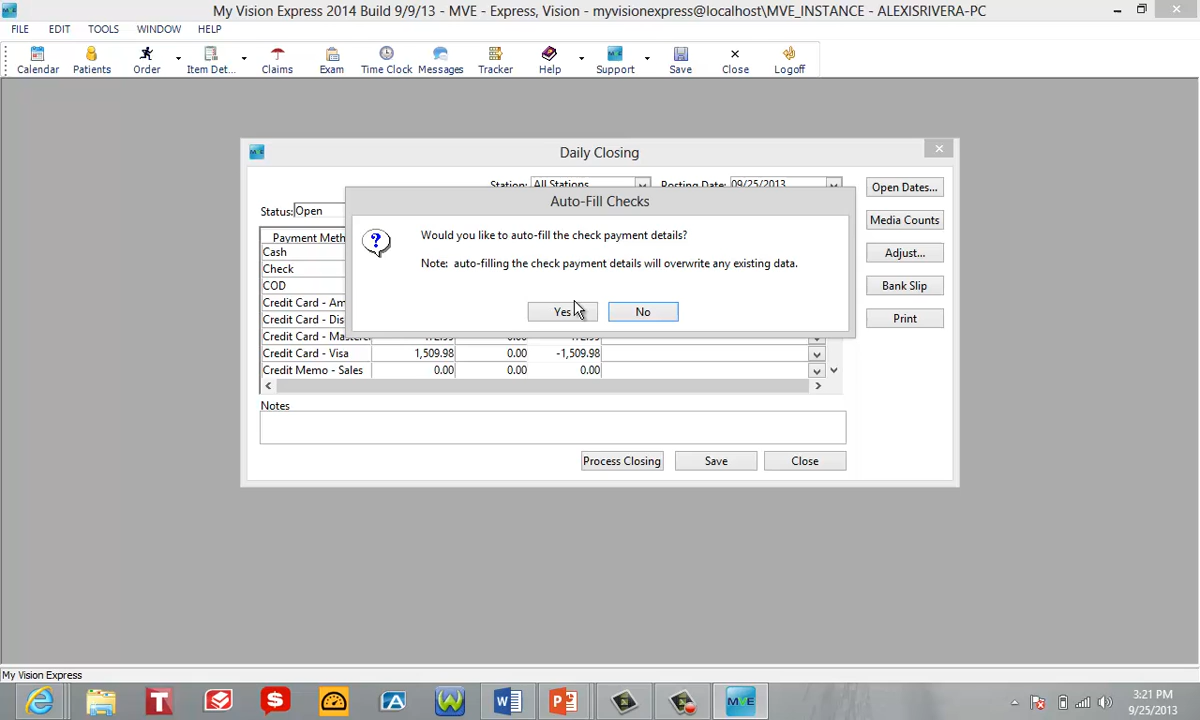 My Vision Express 2014 Build 9/9/13 - MVE - Express, Vision - myvisionexpress@localhost\MVE_INSTANCE - ALEXISRIVERA-PC
FILE EDIT TOOLS WINDOW HELP
Calendar Patients Order Item Det... Claims Exam Time Clock Messages Tracker Help Support Save Close Logoff
Daily Closing
Station: All Stations Posting Date: 09/25/2013 Open Dates...
Status: Open
Media Counts
Auto-Fill Checks
Would you like to auto-fill the check payment details?
Note: auto-filling the check payment details will overwrite any existing data.
Yes No
Payment Meth
Cash
Check
COD
Credit Card - Am
Credit Card - Dis
Credit Card - Masterc
Credit Card - Visa 1,509.98 0.00 -1,509.98
Credit Memo - Sales 0.00 0.00 0.00
Adjust...
Bank Slip
Print
Notes
Process Closing Save Close
My Vision Express
3:21 PM
9/25/2013